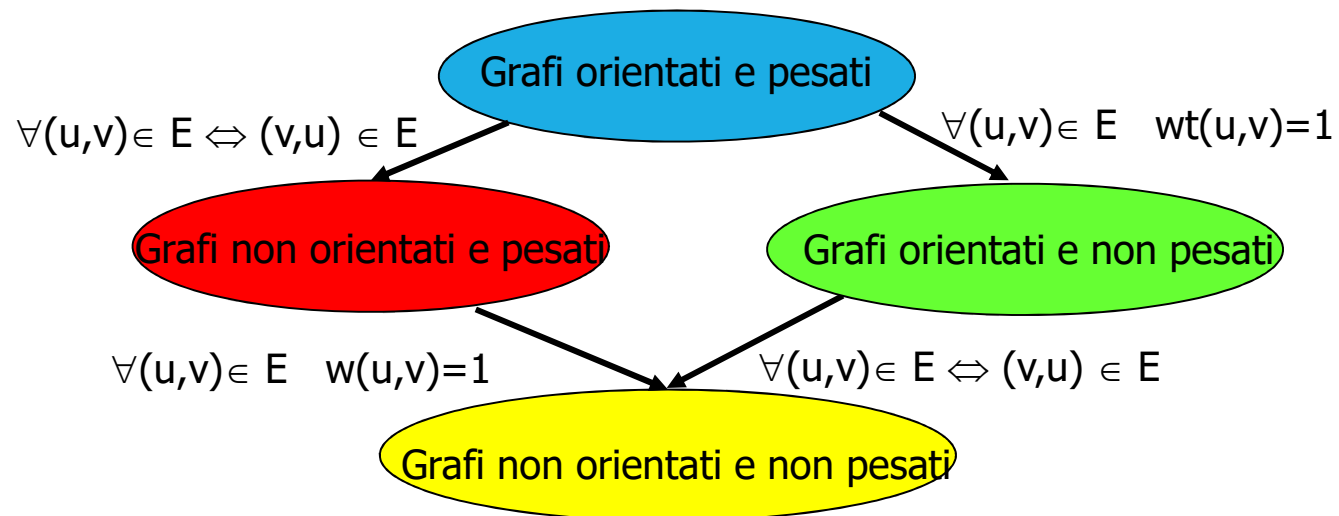 Grafi orientati e pesati
∀(u,v)∈ E ⇔ (v,u) ∈ E
∀(u,v)∈ E wt(u,v)=1
Grafi non orientati e pesati
Grafi orientati e non pesati
∀(u,v)∈ E w(u,v)=1
∀(u,v)∈ E ⇔ (v,u) ∈ E
Grafi non orientati e non pesati